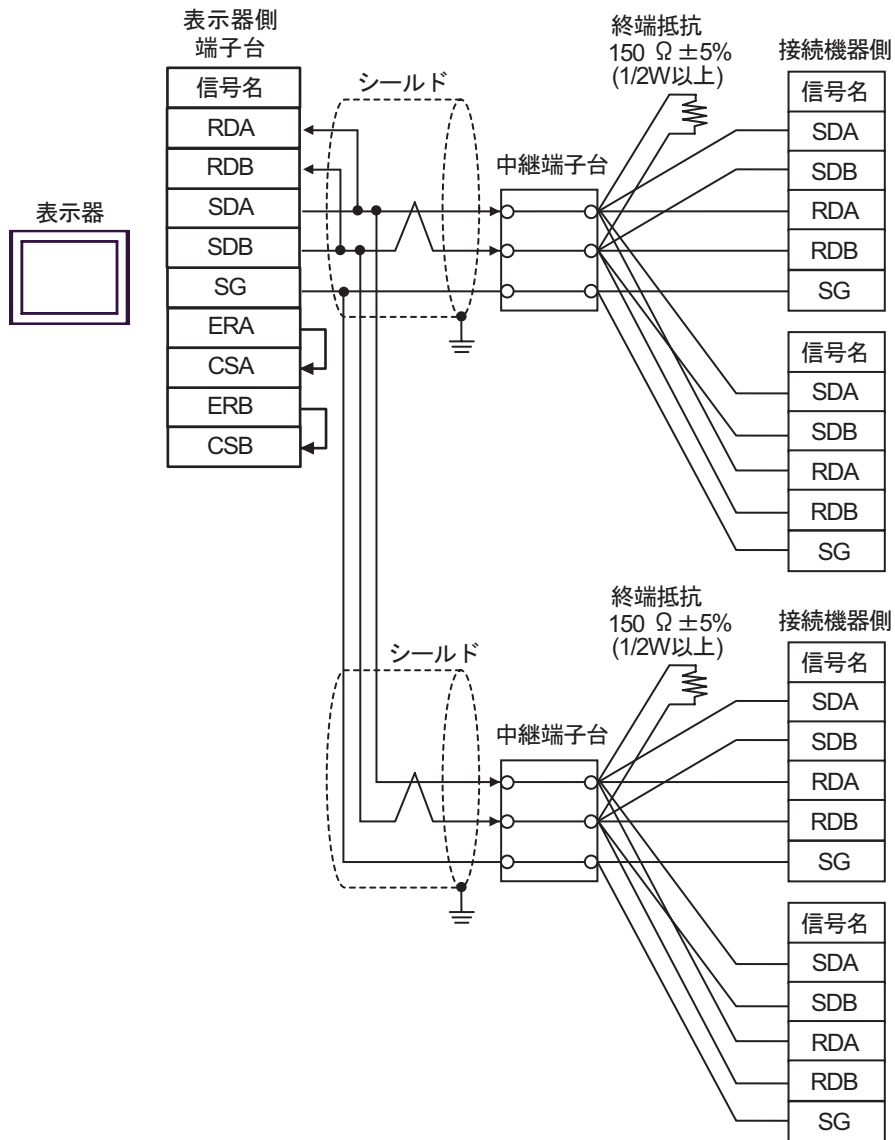 表示器
表示器側
端子台
信号名
RDA
RDB
SDA
SDB
SG
ERA
CSA
ERB
CSB
シールド
中継端子台
終端抵抗
150 Ω ±5%
(1/2W以上)
接続機器側
信号名
SDA
SDB
RDA
RDB
SG
信号名
SDA
SDB
RDA
RDB
SG
シールド
中継端子台
終端抵抗
150 Ω ±5%
(1/2W以上)
接続機器側
信号名
SDA
SDB
RDA
RDB
SG
信号名
SDA
SDB
RDA
RDB
SG